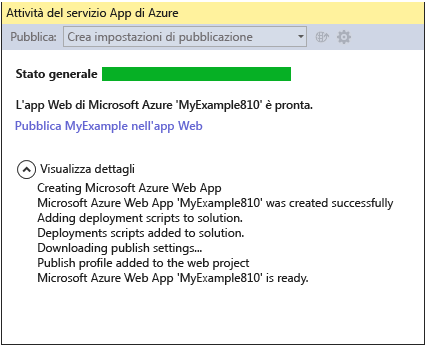 Attività del servizio App di Azure
Pubblica: Crea impostazioni di pubblicazione
Stato generale
L'app Web di Microsoft Azure 'MyExample810' è pronta.
Pubblica MyExample nell'app Web
Visualizza dettagli
Creating Microsoft Azure Web App
Microsoft Azure Web App 'MyExample810' was created successfully
Adding deployment scripts to solution.
Deployments scripts added to solution.
Downloading publish settings...
Publish profile added to the web project
Microsoft Azure Web App 'MyExample810' is ready.